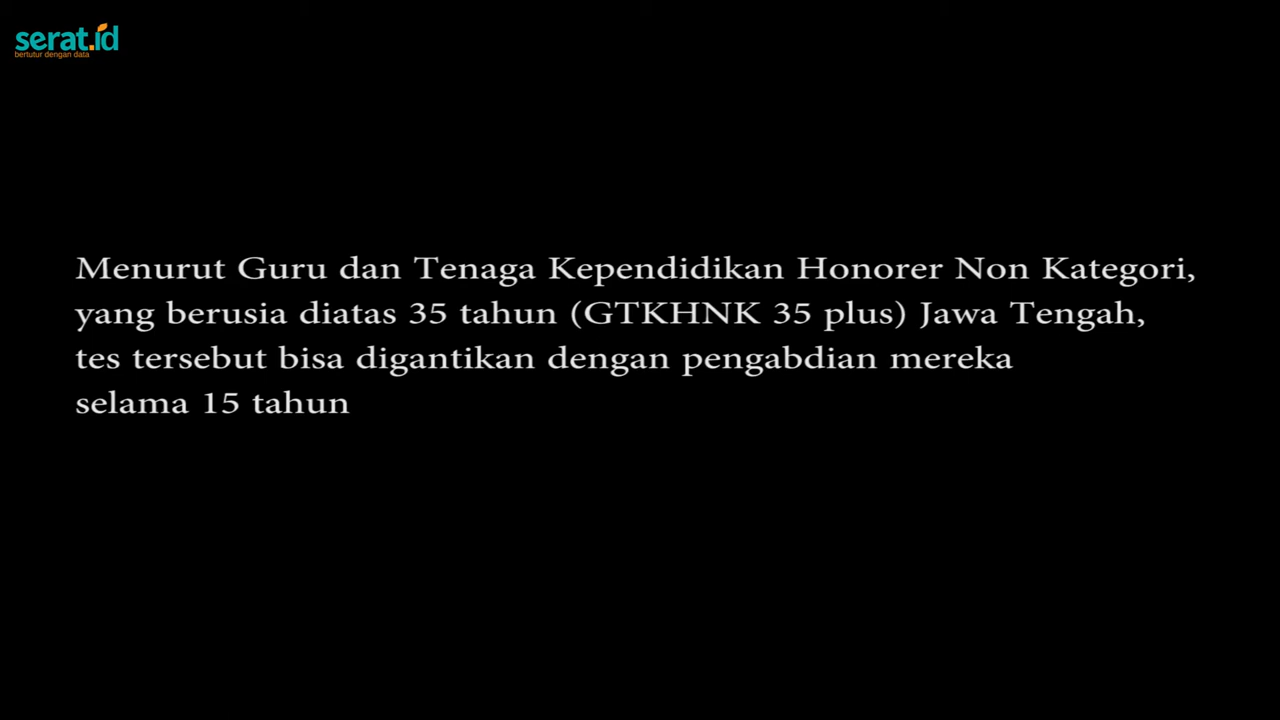 serat.id
bertutur dengan data
Menurut Guru dan Tenaga Kependidikan Honorer Non Kategori,
yang berusia diatas 35 tahun (GTKHNK 35 plus) Jawa Tengah,
tes tersebut bisa digantikan dengan pengabdian mereka
selama 15 tahun